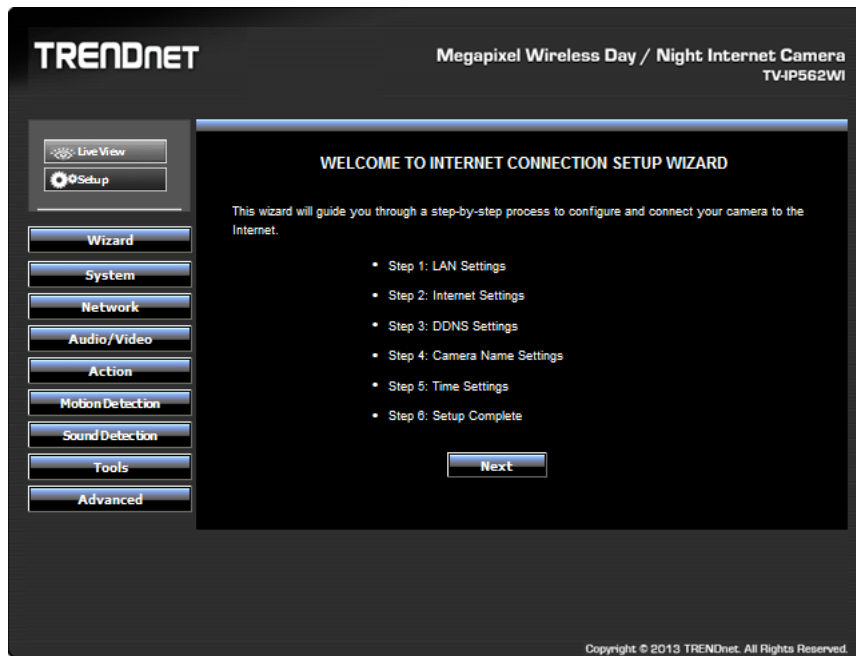 TRENDNET
Megapixel Wireless Day / Night Internet Camera
TV-IP562WI
Live View
Setup
WELCOME TO INTERNET CONNECTION SETUP WIZARD
This wizard will guide you through a step-by-step process to configure and connect your camera to the
Internet.
Wizard
System
Network
Audio/Video
Action
Motion Detection
Sound Detection
Tools
Advanced
• Step 1: LAN Settings
• Step 2: Internet Settings
• Step 3: DDNS Settings
• Step 4: Camera Name Settings
• Step 5: Time Settings
• Step 6: Setup Complete
Next
Copyright © 2013 TRENDnet. All Rights Reserved.